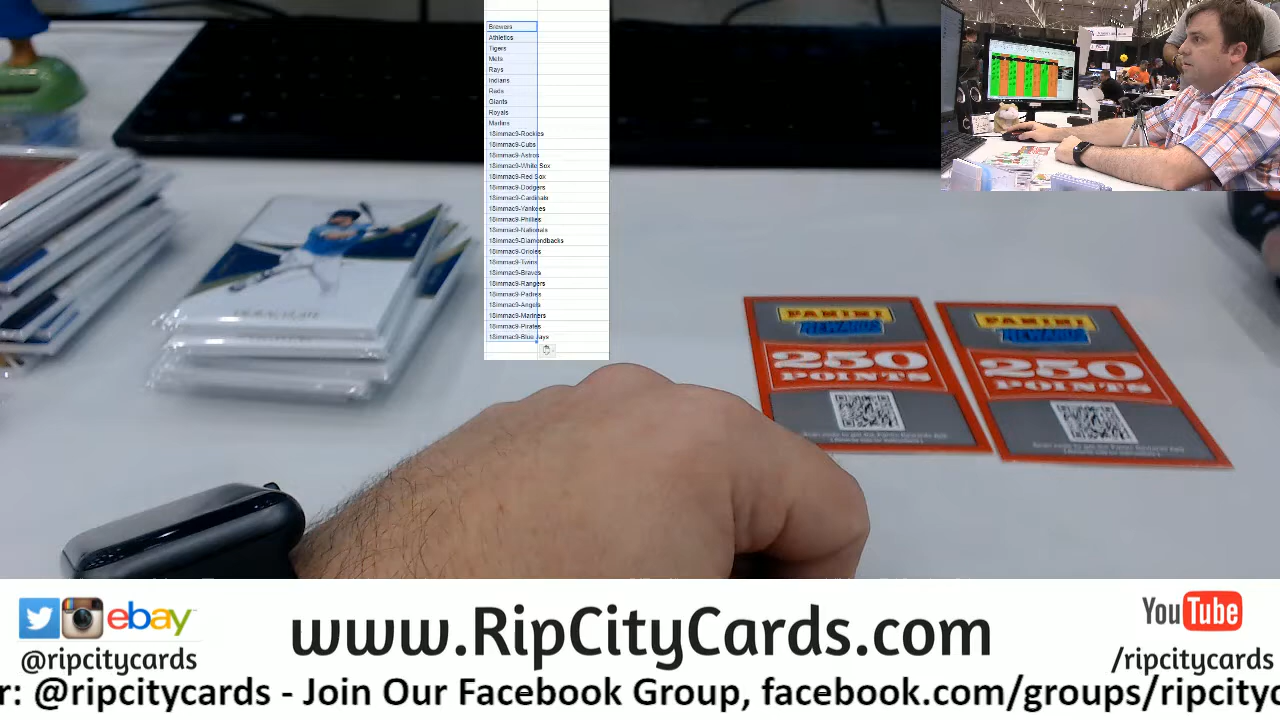 Brewers
Athletics
Tigers
Mets
Rays
Indians
Reds
Giants
Royals
Marlins
18immac9-Rockies
18immac9-Cubs
18immac9-Astros
18immac9-White Sox
18immac9-Red Sox
18immac9-Dodgers
18immac9-Cardinals
18immac9-Yankees
18immac9-Phillies
18immac9-Nationals
18immac9-Diamondbacks
18immac9-Orioles
18immac9-Twins
18immac9-Braves
18immac9-Rangers
18immac9-Padres
18immac9-Angels
18immac9-Mariners
18immac9-Pirates
18immac9-Blue Jays
PANINI
REWARDS
250
POINTS
PANINI
REWARDS
250
POINTS
ebay
@ripcitycards
www.RipCityCards.com
YouTube
/ripcitycards
r: @ripcitycards - Join Our Facebook Group, facebook.com/groups/ripcityc